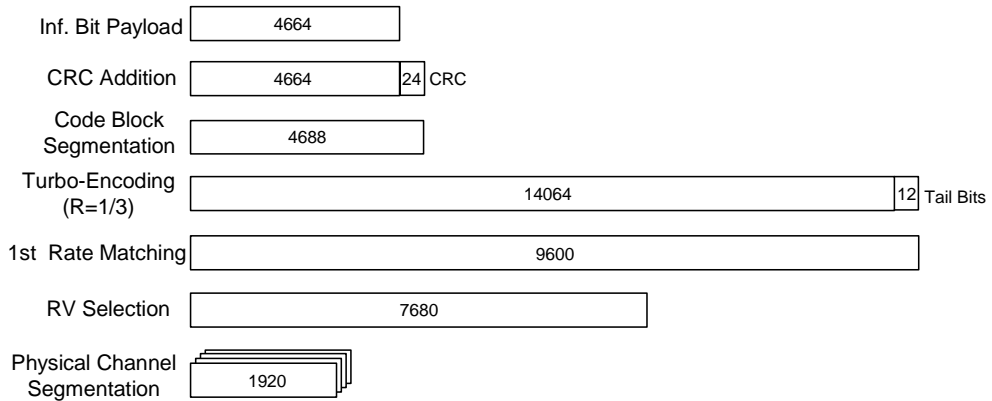 Inf. Bit Payload
4664
CRC Addition
4664
24
CRC
Code Block
Segmentation
4688
Turbo-Encoding
(R=1/3)
14064
12
Tail Bits
1st Rate Matching
9600
RV Selection
7680
Physical Channel
Segmentation
1920